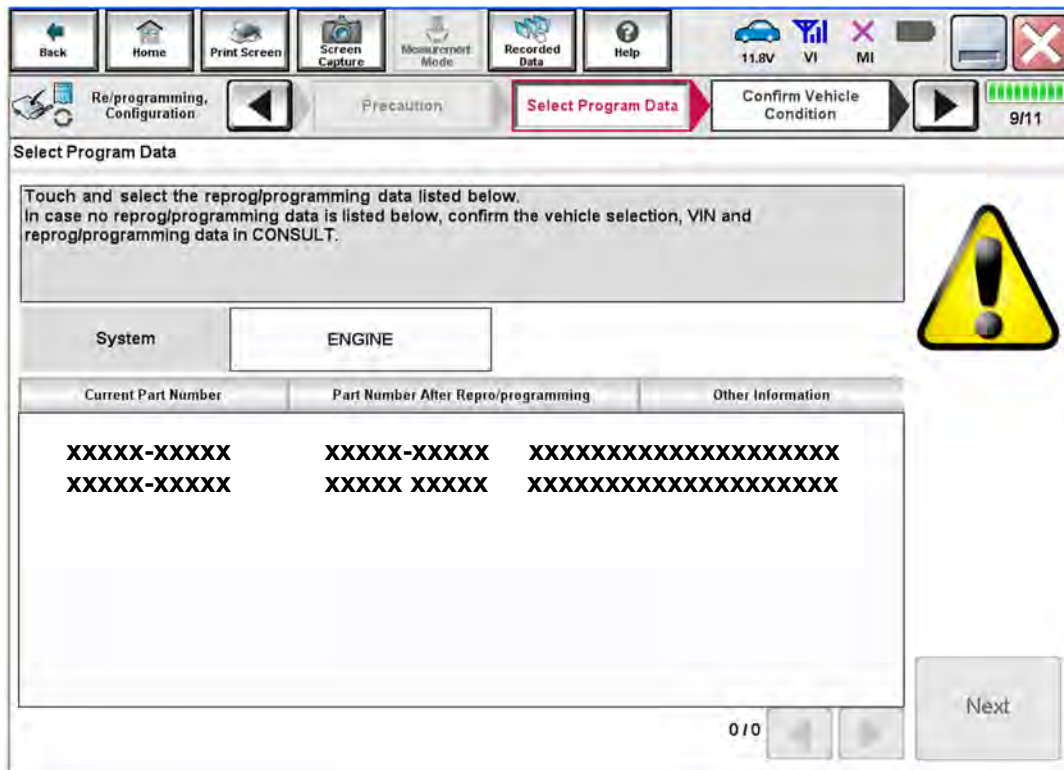 Back
Home
Print Screen
Screen Capture
Measurement Mode
Recorded Data
Help
11.8V
VI
MI
Re/programming, Configuration
Precaution
Select Program Data
Confirm Vehicle Condition
9/11
Select Program Data
Touch and select the reprog/programming data listed below.
In case no reprog/programming data is listed below, confirm the vehicle selection, VIN and
reprog/programming data in CONSULT.
System
ENGINE
Current Part Number
Part Number After Repro/programming
Other Information
XXXXX-XXXXX XXXXX-XXXXX XXXXXXXXXXXXXXXXXXXX
XXXXX-XXXXX XXXXX XXXXX XXXXXXXXXXXXXXXXXXXX
Next
0/0